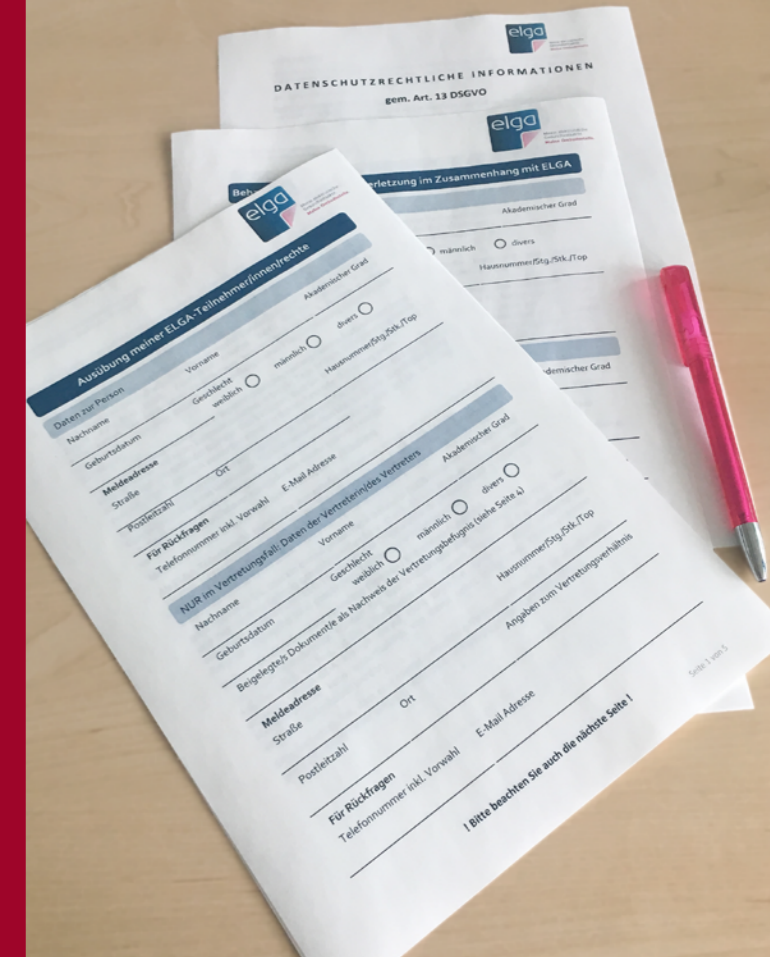 elga
DATENSCHUTZRECHTLICHE INFORMATIONEN
gem. Art. 13 DSGVO
elga
Beh
erletzung im Zusammenhang mit ELGA
Akademischer Grad
männlich divers
Hausnummer/Stg./Stk./Top
demischer Grad
elga
Ausübung meiner ELGA-Teilnehmer/innen/rechte
Daten zur Person
Nachname Vorname Akademischer Grad
Geburtsdatum Geschlecht weiblich männlich divers
Meldeadresse
Straße Hausnummer/Stg./Stk./Top
Postleitzahl Ort
Für Rückfragen
Telefonnummer inkl. Vorwahl E-Mail Adresse
NUR im Vertretungsfall: Daten der Vertreterin/des Vertreters
Nachname Vorname Akademischer Grad
Geburtsdatum Geschlecht weiblich männlich divers
Beigelegte/s Dokument/e als Nachweis der Vertretungsbefugnis (siehe Seite 4)
Meldeadresse
Straße Hausnummer/Stg./Stk./Top
Postleitzahl Ort Angaben zum Vertretungsverhältnis
Für Rückfragen
Telefonnummer inkl. Vorwahl E-Mail Adresse
! Bitte beachten Sie auch die nächste Seite !
Seite 1 von 5